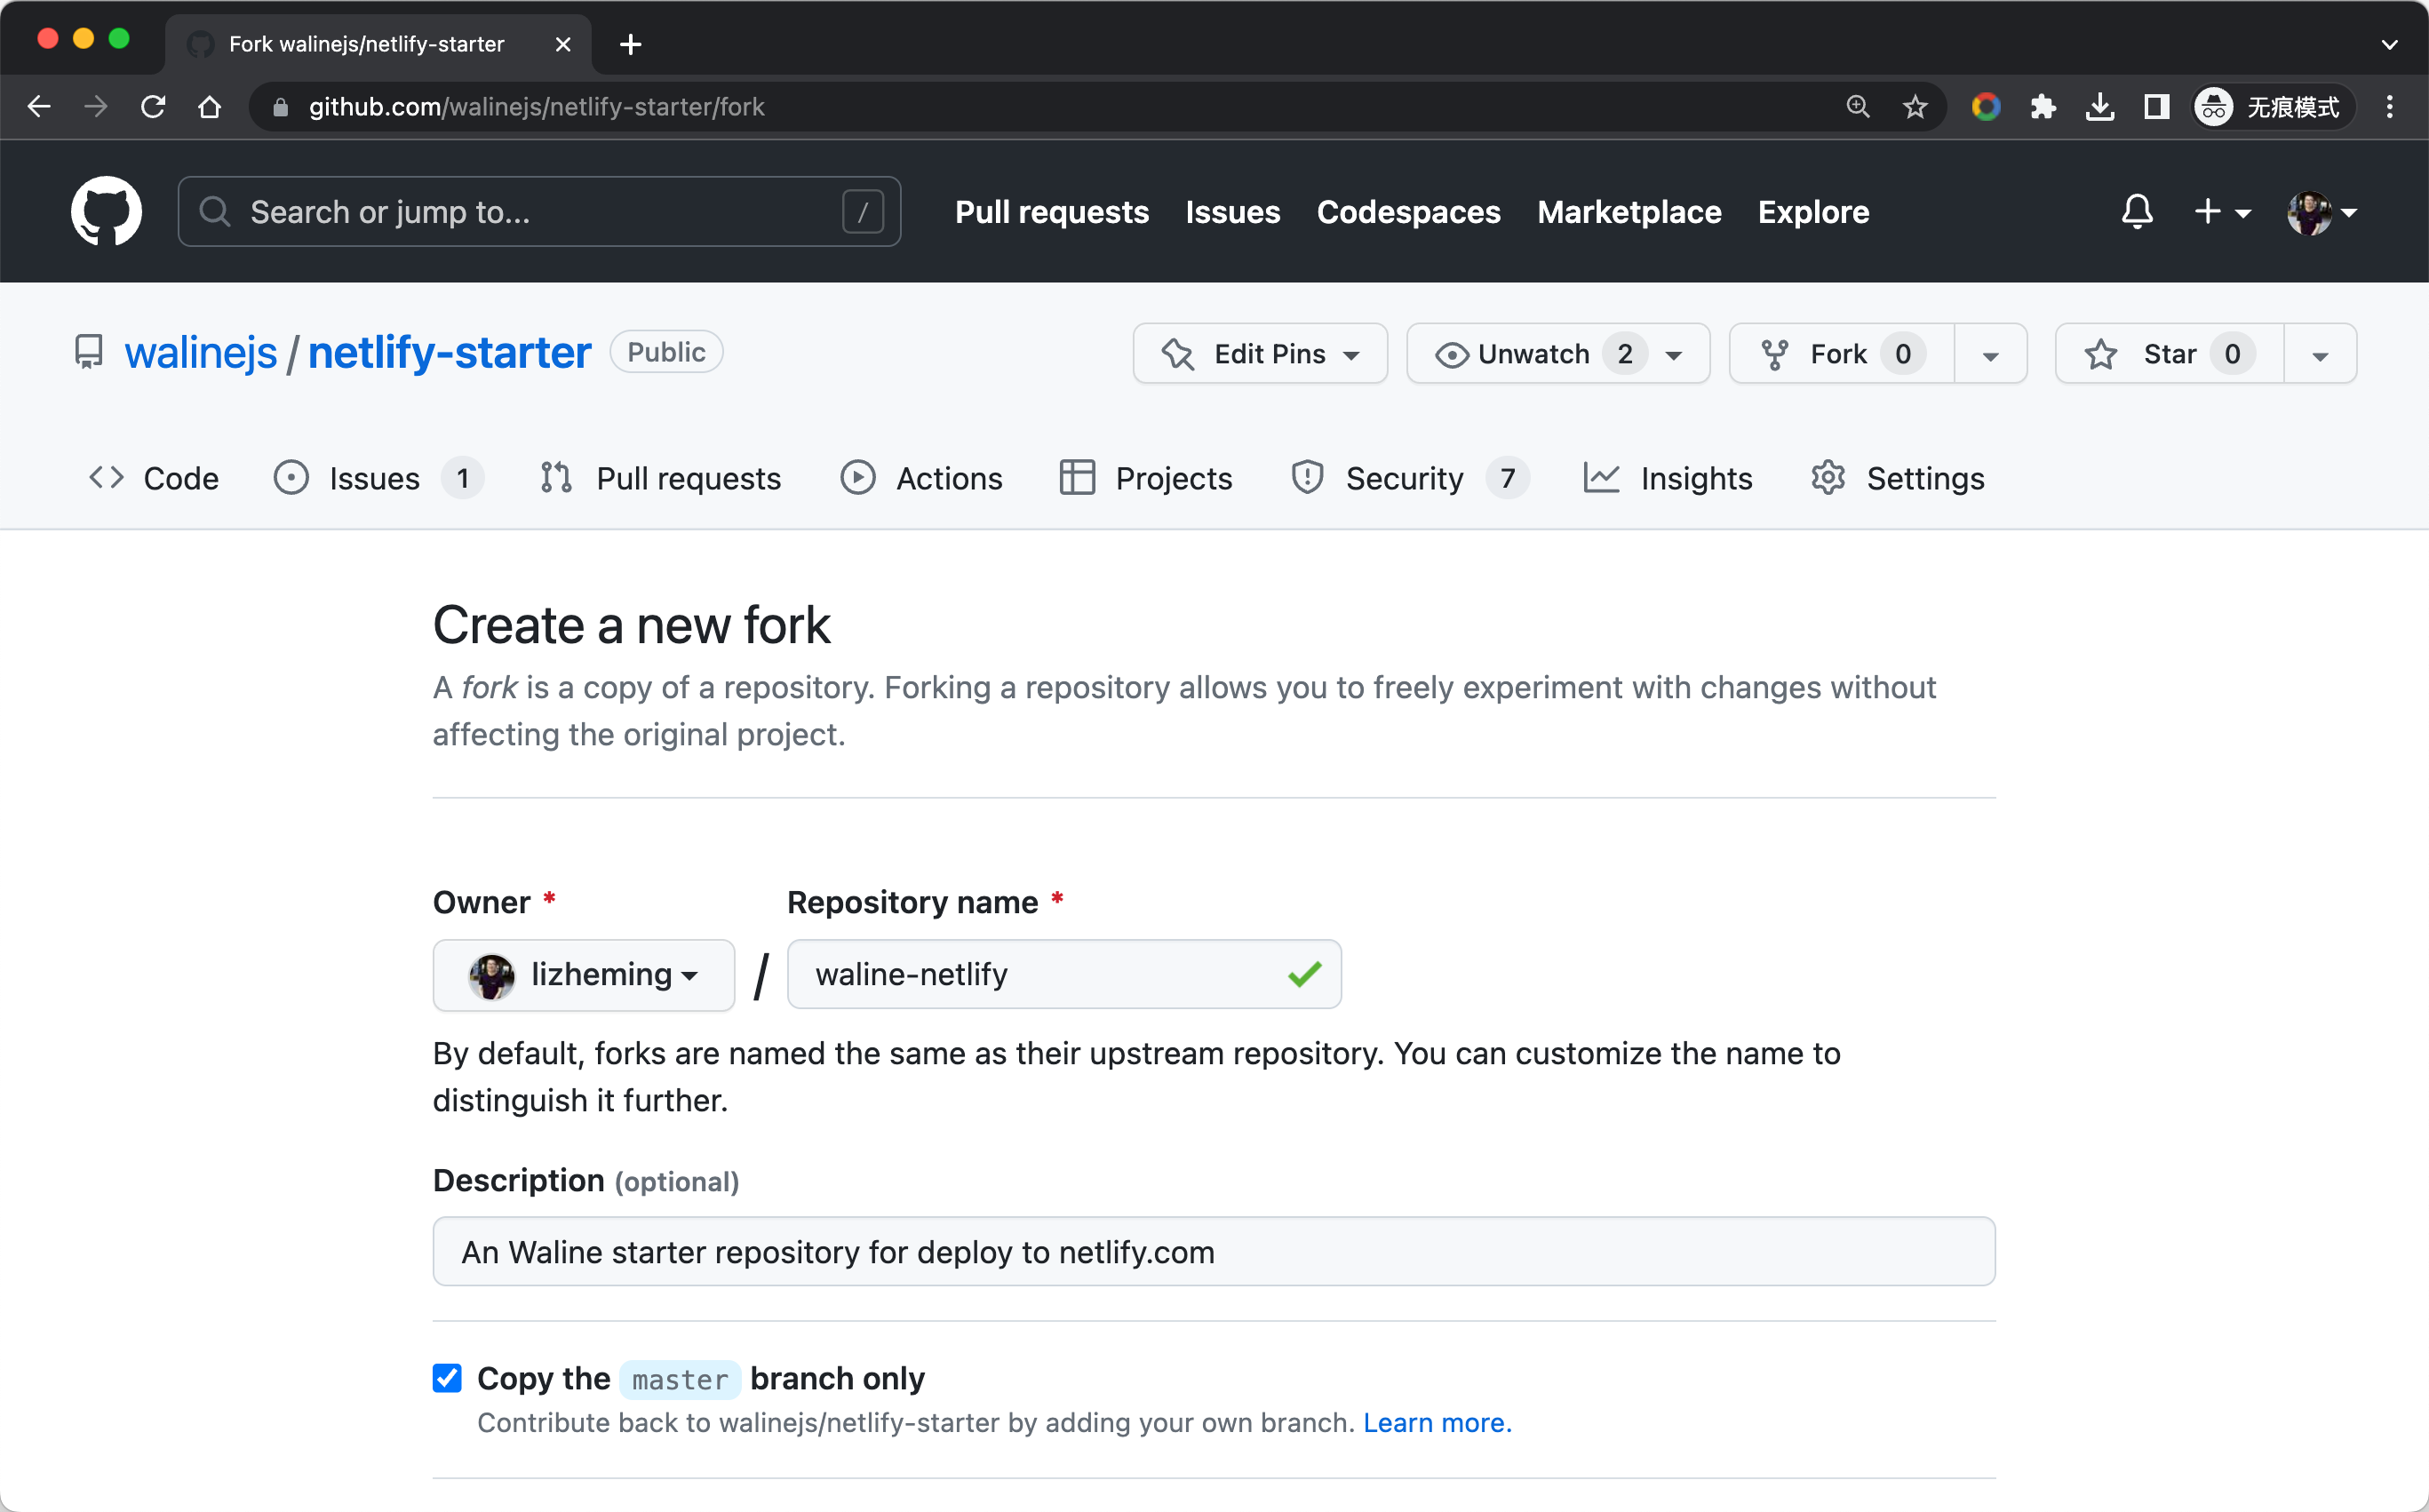 Fork walinejs/netlify-starter
github.com/walinejs/netlify-starter/fork
无痕模式
Search or jump to...
/
Pull requests Issues Codespaces Marketplace Explore
walinejs / netlify-starter Public
Edit Pins Unwatch 2 Fork 0 Star 0
Code Issues 1 Pull requests Actions Projects Security 7 Insights Settings
Create a new fork
A fork is a copy of a repository. Forking a repository allows you to freely experiment with changes without
affecting the original project.
Owner * Repository name *
lizheming / waline-netlify
By default, forks are named the same as their upstream repository. You can customize the name to
distinguish it further.
Description (optional)
An Waline starter repository for deploy to netlify.com
Copy the master branch only
Contribute back to walinejs/netlify-starter by adding your own branch. Learn more.